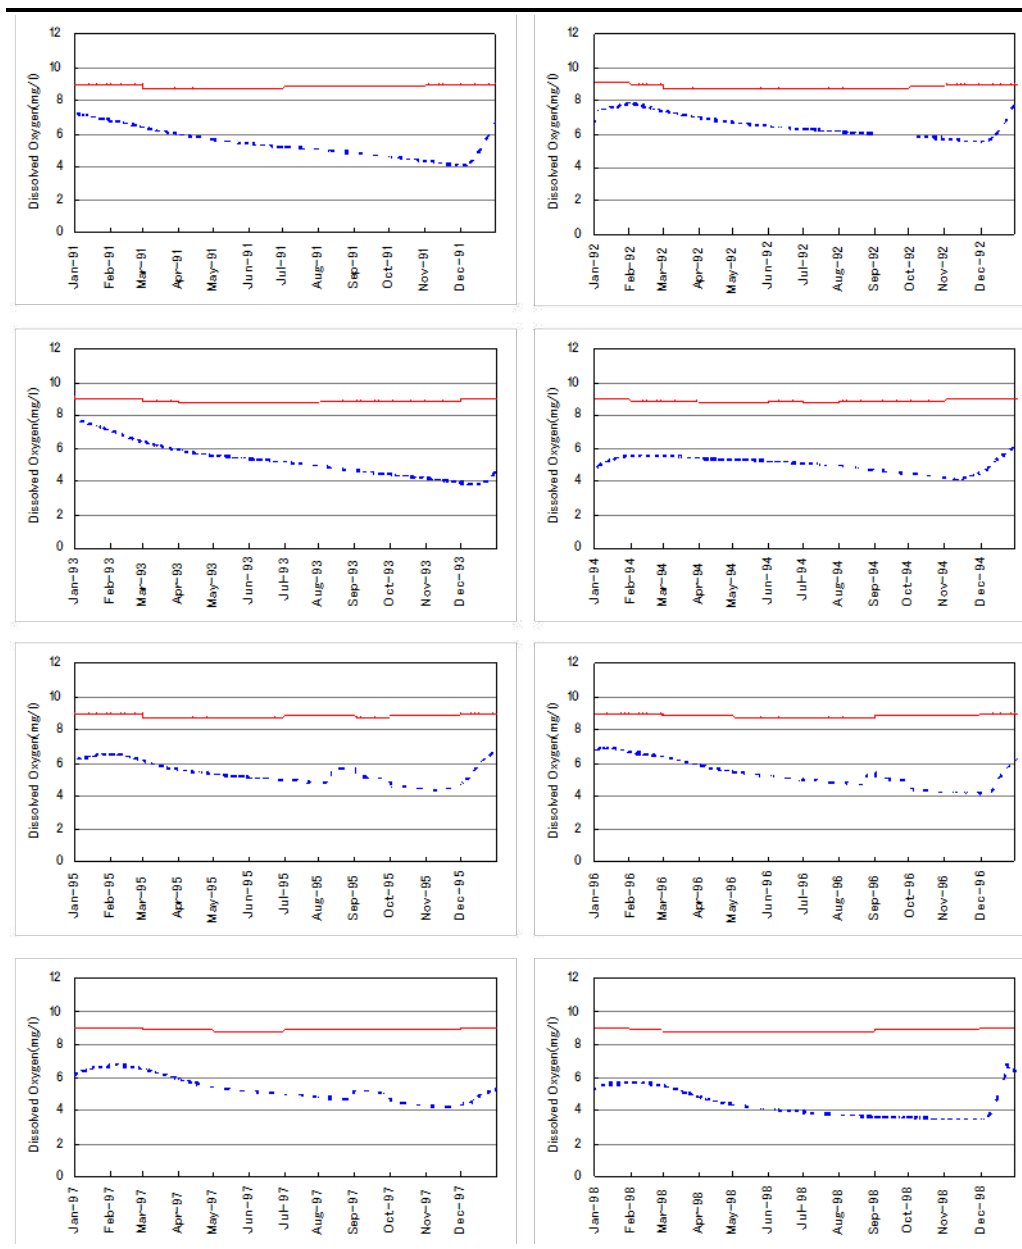 Dissolved Oxygen(mg/l)
12
10
8
6
4
2
0
Jan-91
Feb-91
Mar-91
Apr-91
May-91
Jun-91
Jul-91
Aug-91
Sep-91
Oct-91
Nov-91
Dec-91
Dissolved Oxygen(mg/l)
12
10
8
6
4
2
0
Jan-92
Feb-92
Mar-92
Apr-92
May-92
Jun-92
Jul-92
Aug-92
Sep-92
Oct-92
Nov-92
Dec-92
Dissolved Oxygen(mg/l)
12
10
8
6
4
2
0
Jan-93
Feb-93
Mar-93
Apr-93
May-93
Jun-93
Jul-93
Aug-93
Sep-93
Oct-93
Nov-93
Dec-93
Dissolved Oxygen(mg/l)
12
10
8
6
4
2
0
Jan-94
Feb-94
Mar-94
Apr-94
May-94
Jun-94
Jul-94
Aug-94
Sep-94
Oct-94
Nov-94
Dec-94
Dissolved Oxygen(mg/l)
12
10
8
6
4
2
0
Jan-95
Feb-95
Mar-95
Apr-95
May-95
Jun-95
Jul-95
Aug-95
Sep-95
Oct-95
Nov-95
Dec-95
Dissolved Oxygen(mg/l)
12
10
8
6
4
2
0
Jan-96
Feb-96
Mar-96
Apr-96
May-96
Jun-96
Jul-96
Aug-96
Sep-96
Oct-96
Nov-96
Dec-96
Dissolved Oxygen(mg/l)
12
10
8
6
4
2
0
Jan-97
Feb-97
Mar-97
Apr-97
May-97
Jun-97
Jul-97
Aug-97
Sep-97
Oct-97
Nov-97
Dec-97
Dissolved Oxygen(mg/l)
12
10
8
6
4
2
0
Jan-98
Feb-98
Mar-98
Apr-98
May-98
Jun-98
Jul-98
Aug-98
Sep-98
Oct-98
Nov-98
Dec-98